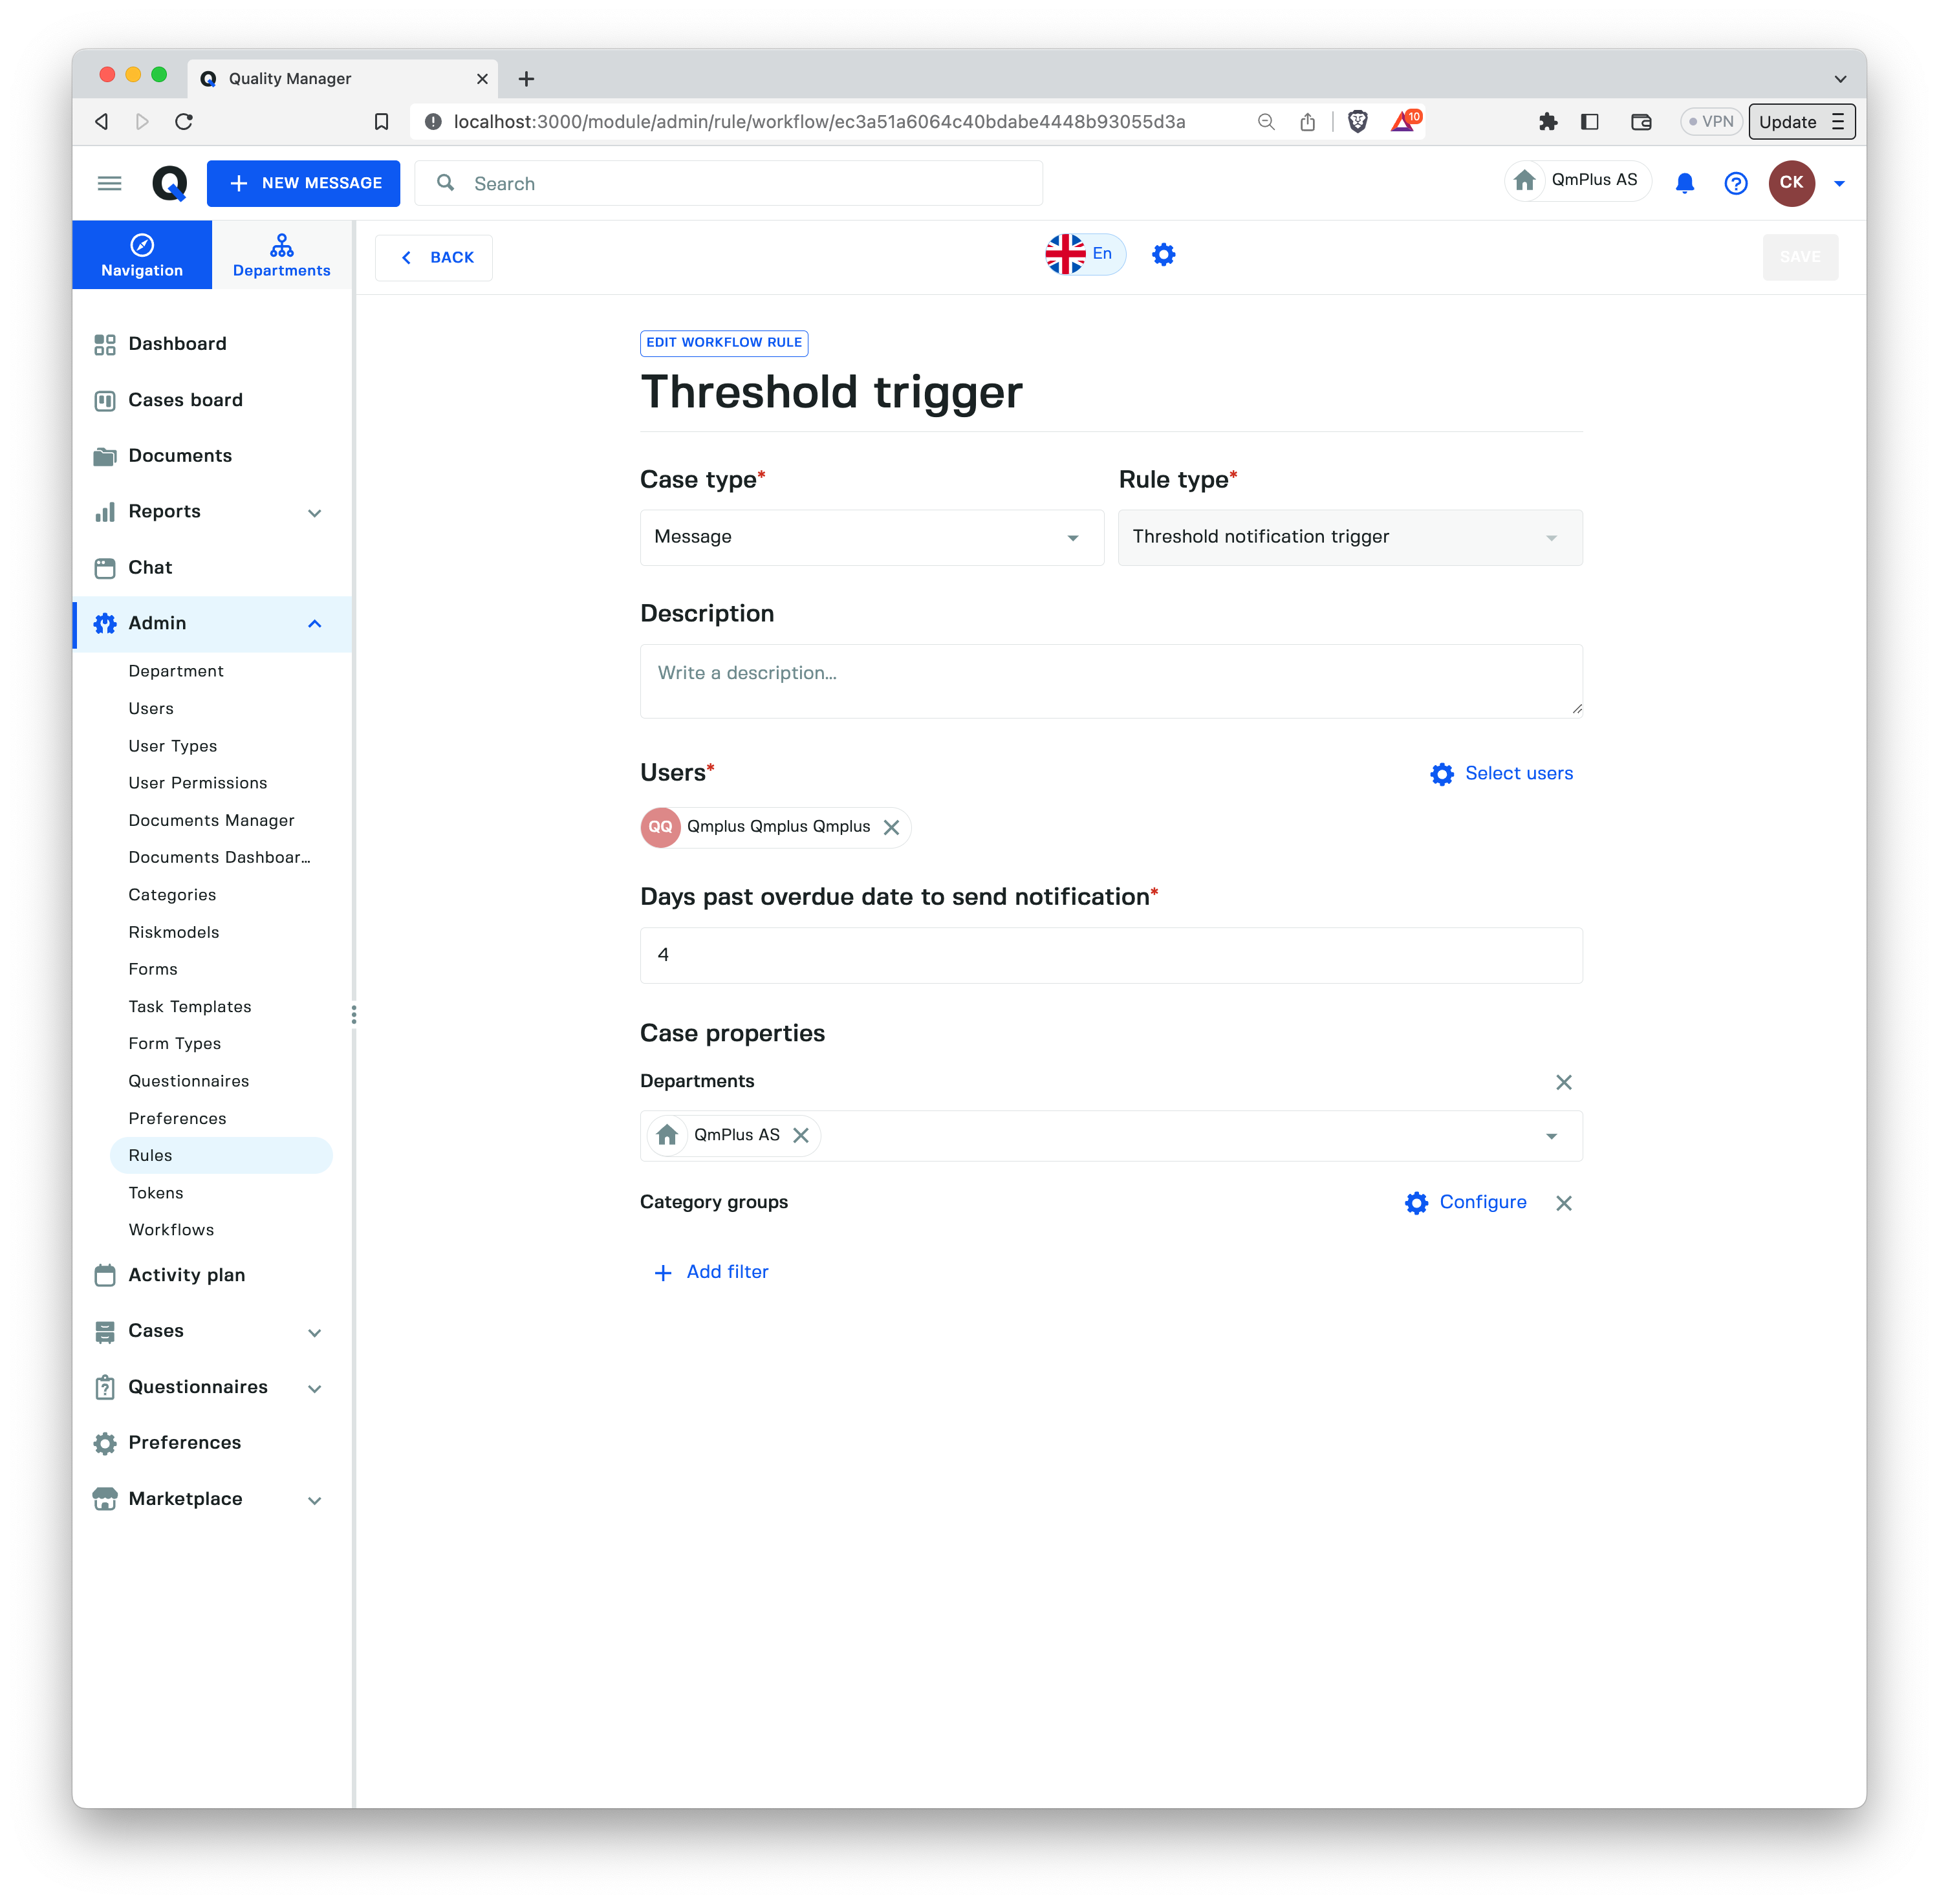 Quality Manager
localhost:3000/module/admin/rule/workflow/ec3a51a6064c40bdabe4448b93055d3a
10
VPN
Update
NEW MESSAGE
Search
QmPlus AS
CK
Navigation
Departments
BACK
En
SAVE
Dashboard
Cases board
Documents
Reports
Chat
Admin
Department
Users
User Types
User Permissions
Documents Manager
Documents Dashboar...
Categories
Riskmodels
Forms
Task Templates
Form Types
Questionnaires
Preferences
Rules
Tokens
Workflows
Activity plan
Cases
Questionnaires
Preferences
Marketplace
EDIT WORKFLOW RULE
Threshold trigger
Case type*
Rule type*
Message
Threshold notification trigger
Description
Write a description...
Users*
Select users
QQ Qmplus Qmplus Qmplus
Days past overdue date to send notification*
4
Case properties
Departments
QmPlus AS
Category groups
Configure
Add filter